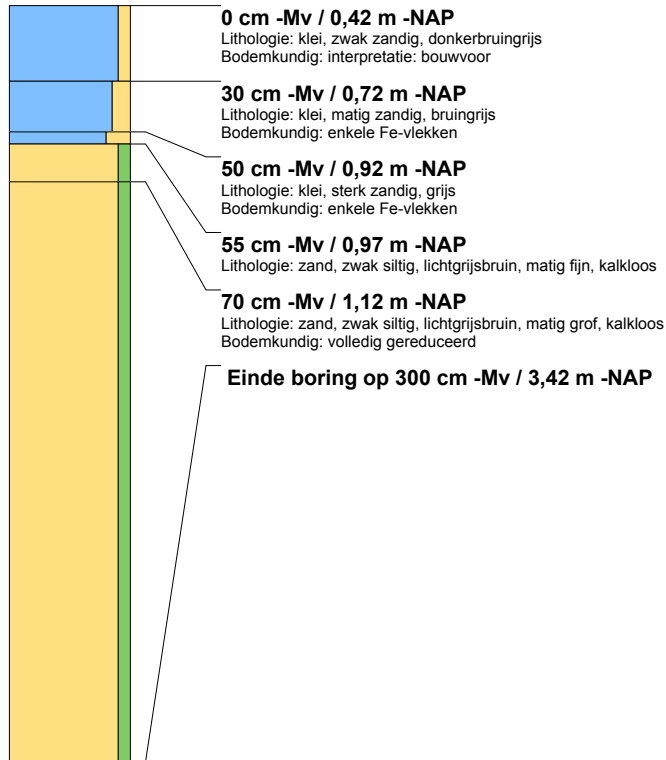 0 cm -Mv / 0,42 m -NAP
Lithologie: klei, zwak zandig, donkerbruingrijs
Bodemkundig: interpretatie: bouwvoor
30 cm -Mv / 0,72 m -NAP
Lithologie: klei, matig zandig, bruingrijs
Bodemkundig: enkele Fe-vlekken
50 cm -Mv / 0,92 m -NAP
Lithologie: klei, sterk zandig, grijs
Bodemkundig: enkele Fe-vlekken
55 cm -Mv / 0,97 m -NAP
Lithologie: zand, zwak siltig, lichtgrijsbruin, matig fijn, kalkloos
70 cm -Mv / 1,12 m -NAP
Lithologie: zand, zwak siltig, lichtgrijsbruin, matig grof, kalkloos
Bodemkundig: volledig gereduceerd
Einde boring op 300 cm -Mv / 3,42 m -NAP